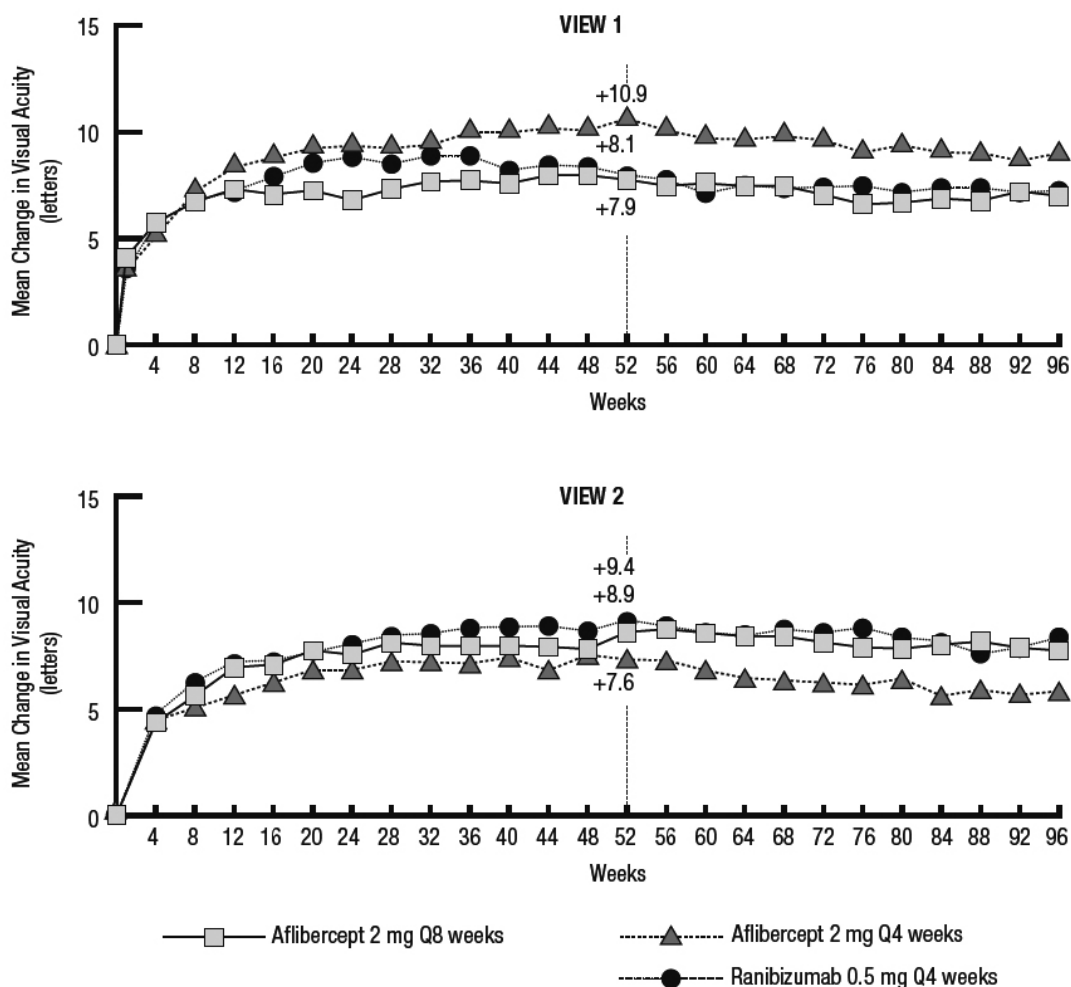 VIEW 1
15
10
5
0
Mean Change in Visual Acuity
(letters)
+10.9
+8.1
+7.9
4 8 12 16 20 24 28 32 36 40 44 48 52 56 60 64 68 72 76 80 84 88 92 96
Weeks
VIEW 2
15
10
5
0
Mean Change in Visual Acuity
(letters)
+9.4
+8.9
+7.6
4 8 12 16 20 24 28 32 36 40 44 48 52 56 60 64 68 72 76 80 84 88 92 96
Weeks
Aflibercept 2 mg Q8 weeks
Aflibercept 2 mg Q4 weeks
Ranibizumab 0.5 mg Q4 weeks